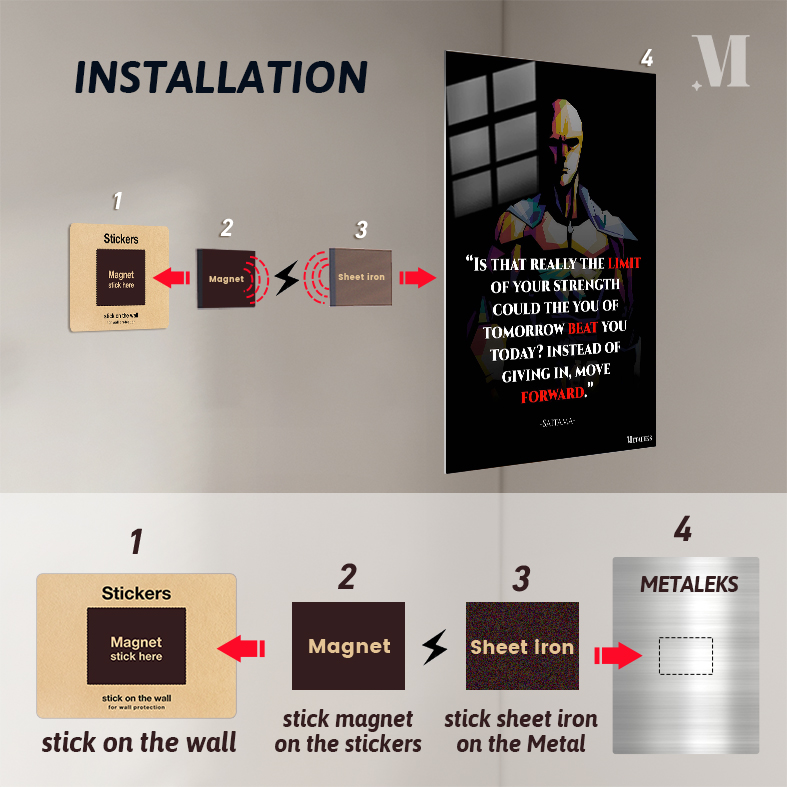 INSTALLATION
M
4
1
2
3
Stickers
Magnet
stick here
stick on the wall
for wall protection
Magnet
Sheet iron
“IS THAT REALLY THE LIMIT
OF YOUR STRENGTH
COULD THE YOU OF
TOMORROW BEAT YOU
TODAY? INSTEAD OF
GIVING IN, MOVE
FORWARD.”
-SAITAMA-
METALEKS
1
2
3
4
Stickers
Magnet
stick here
stick on the wall
for wall protection
Magnet
Sheet iron
METALEKS
stick on the wall
stick magnet
on the stickers
stick sheet iron
on the Metal